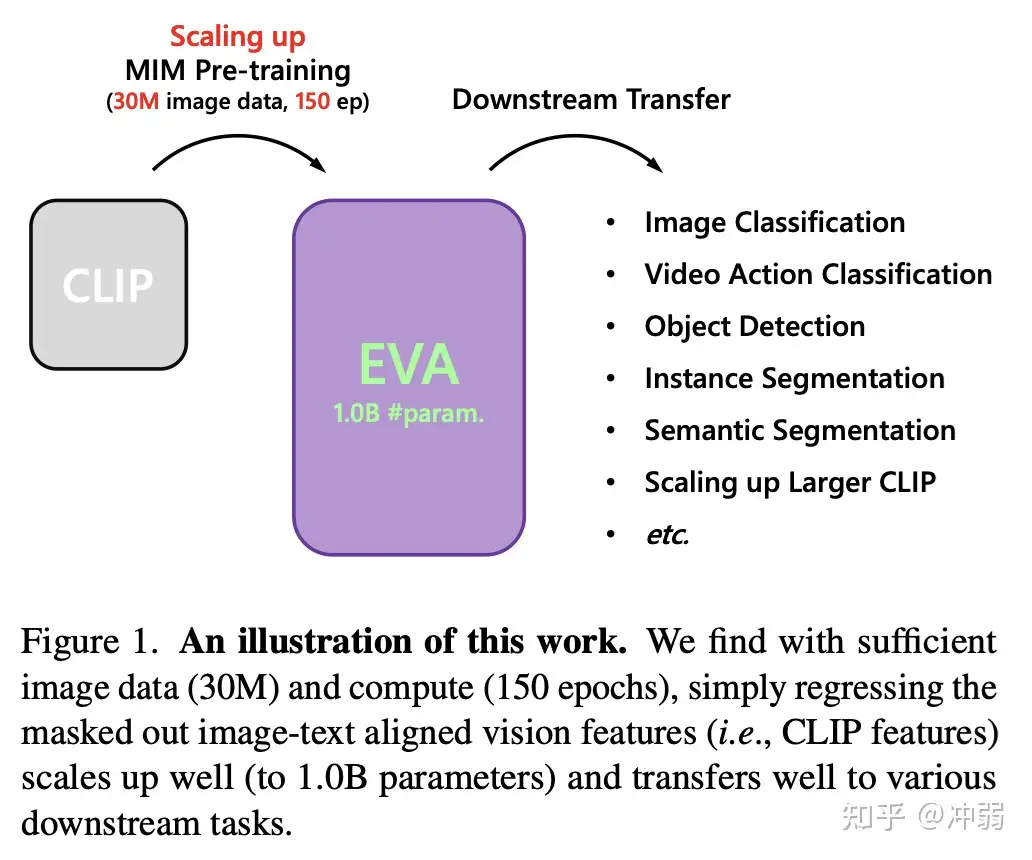 Scaling up
MIM Pre-training
(30M image data, 150 ep)
Downstream Transfer
CLIP
EVA
1.0B #param.
• Image Classification
• Video Action Classification
• Object Detection
• Instance Segmentation
• Semantic Segmentation
• Scaling up Larger CLIP
• etc.
Figure 1. An illustration of this work. We find with sufficient
image data (30M) and compute (150 epochs), simply regressing the
masked out image-text aligned vision features (i.e., CLIP features)
scales up well (to 1.0B parameters) and transfers well to various
downstream tasks.
知乎 @冲弱